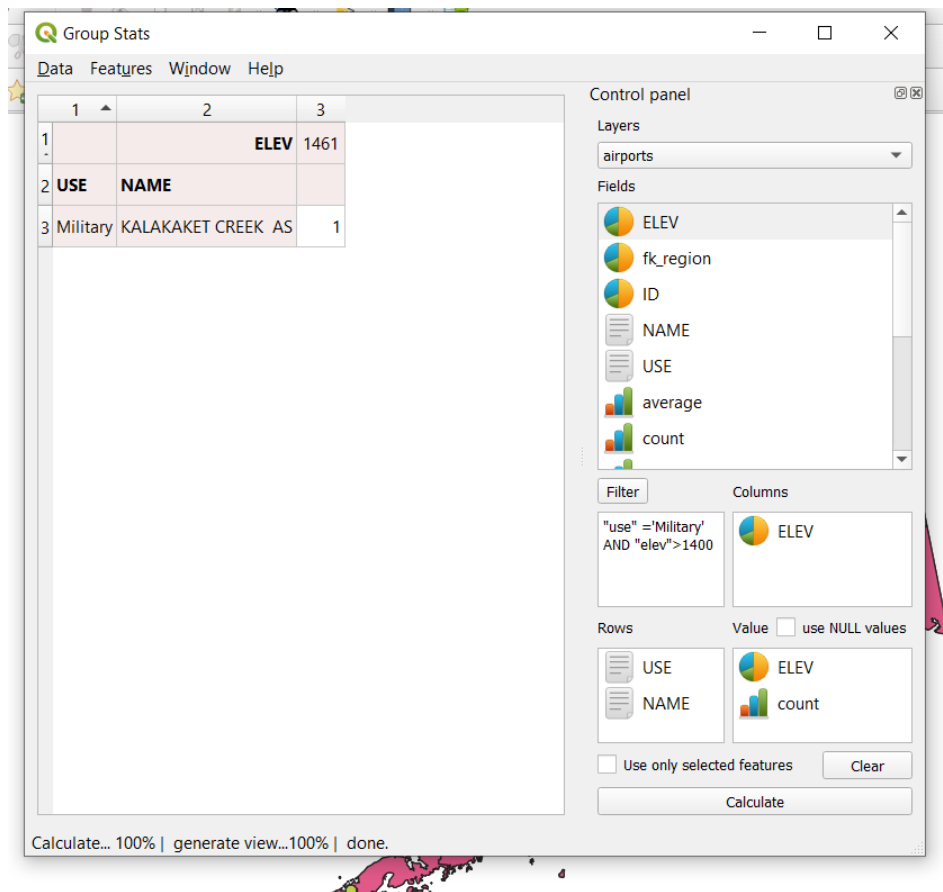 Group Stats
Data Features Window Help
1 2 3
1 ELEV 1461
2 USE NAME
3 Military KALAKAKET CREEK AS 1
Control panel
Layers
airports
Fields
ELEV
fk_region
ID
NAME
USE
average
count
Filter Columns
"use" ='Military'
AND "elev">1400
ELEV
Rows Value use NULL values
USE
NAME
ELEV
count
Use only selected features Clear
Calculate
Calculate... 100% | generate view...100% | done.